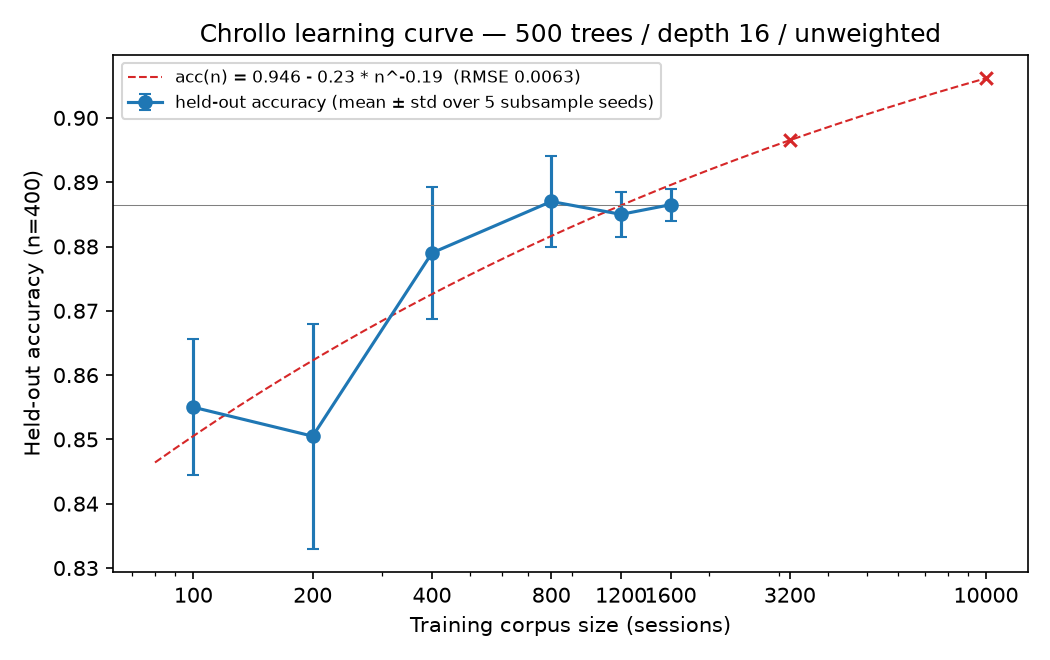 Chrollo learning curve — 500 trees / depth 16 / unweighted
acc(n) = 0.946 - 0.23 * n^-0.19 (RMSE 0.0063)
held-out accuracy (mean ± std over 5 subsample seeds)
Held-out accuracy (n=400)
0.90
0.89
0.88
0.87
0.86
0.85
0.84
0.83
100 200 400 800 1200 1600 3200 10000
Training corpus size (sessions)